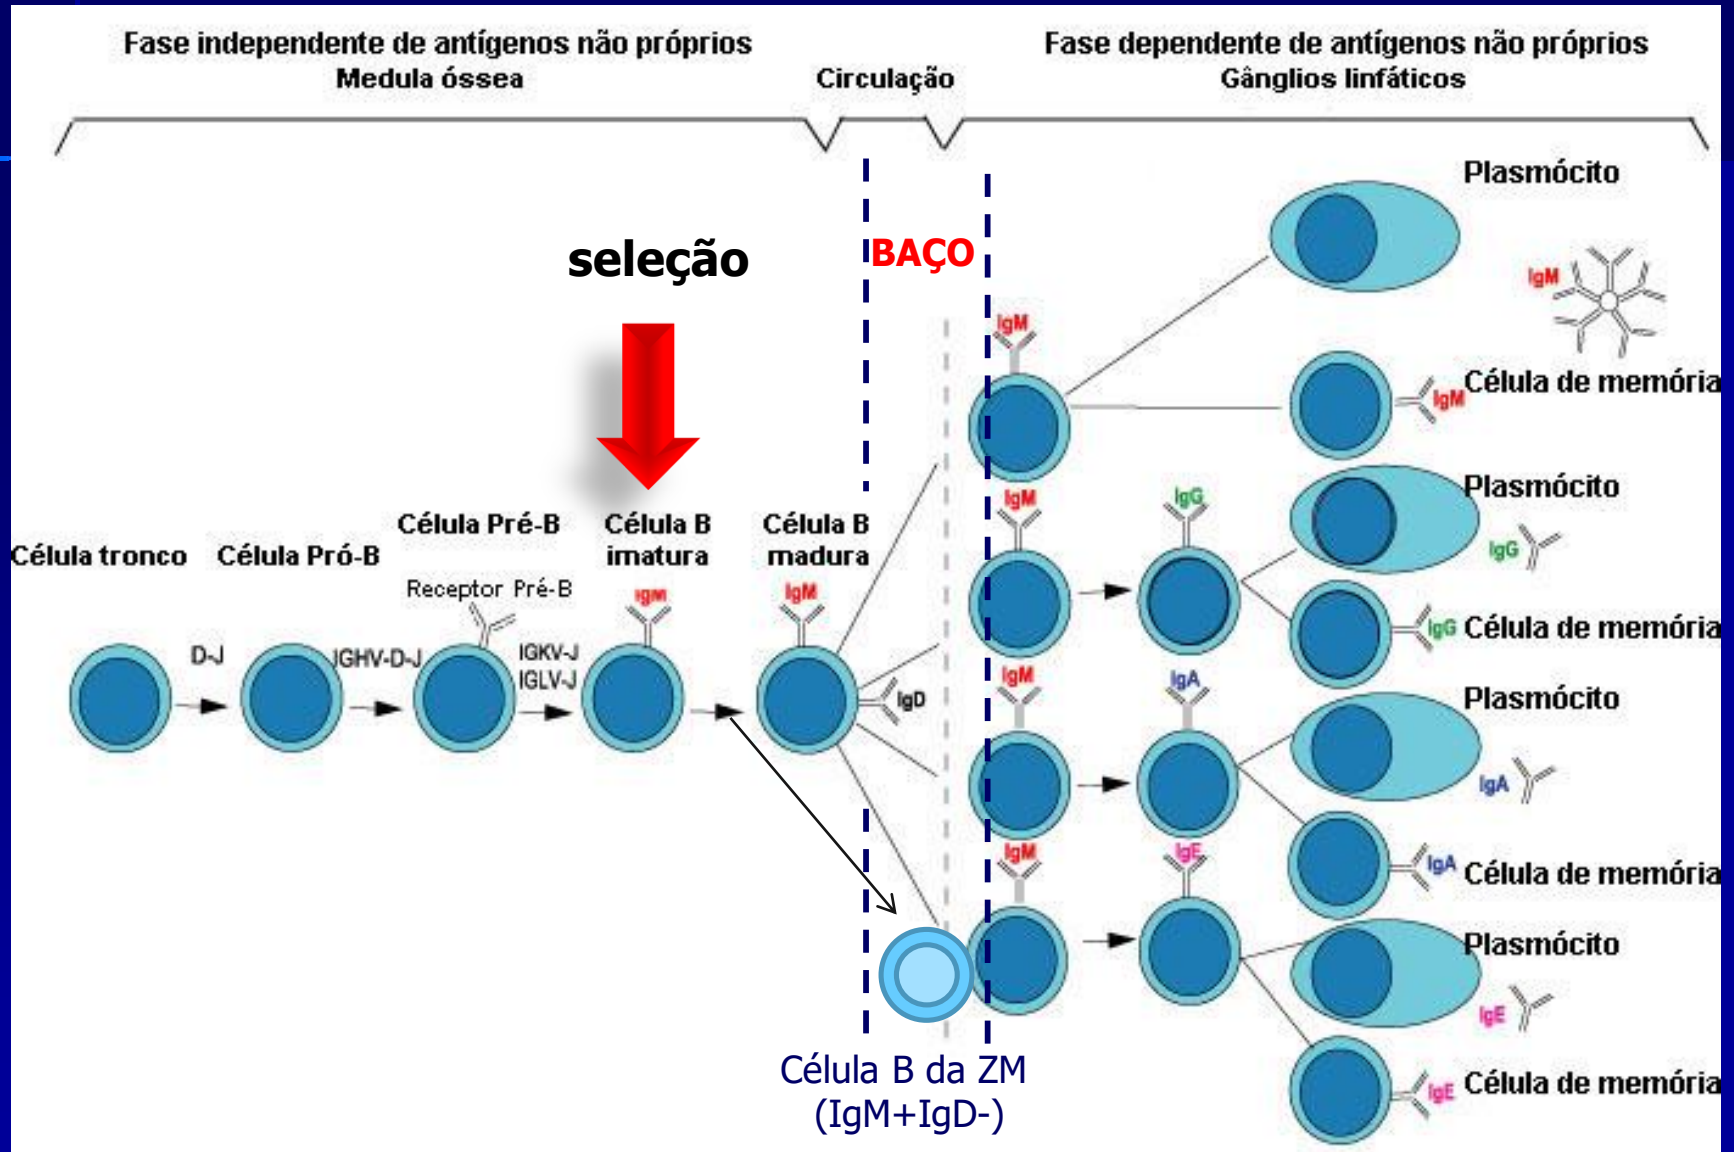 Fase independente de antígenos não próprios
Medula óssea
Circulação
Fase dependente de antígenos não próprios
Gânglios linfáticos
seleção
BAÇO
Célula tronco
Célula Pró-B
Célula Pré-B
Receptor Pré-B
Célula B
imatura
IgM
Célula B
madura
IgM
IgD
D-J
IGHV-D-J
IGKV-J
IGLV-J
IgM
Plasmócito
IgM
Célula de memória
IgM
IgM
IgG
Plasmócito
IgG
Célula de memória
IgG
IgM
IgA
Plasmócito
IgA
Célula de memória
IgA
IgM
IgE
Plasmócito
IgE
Célula de memória
IgE
Célula B da ZM
(IgM+IgD-)